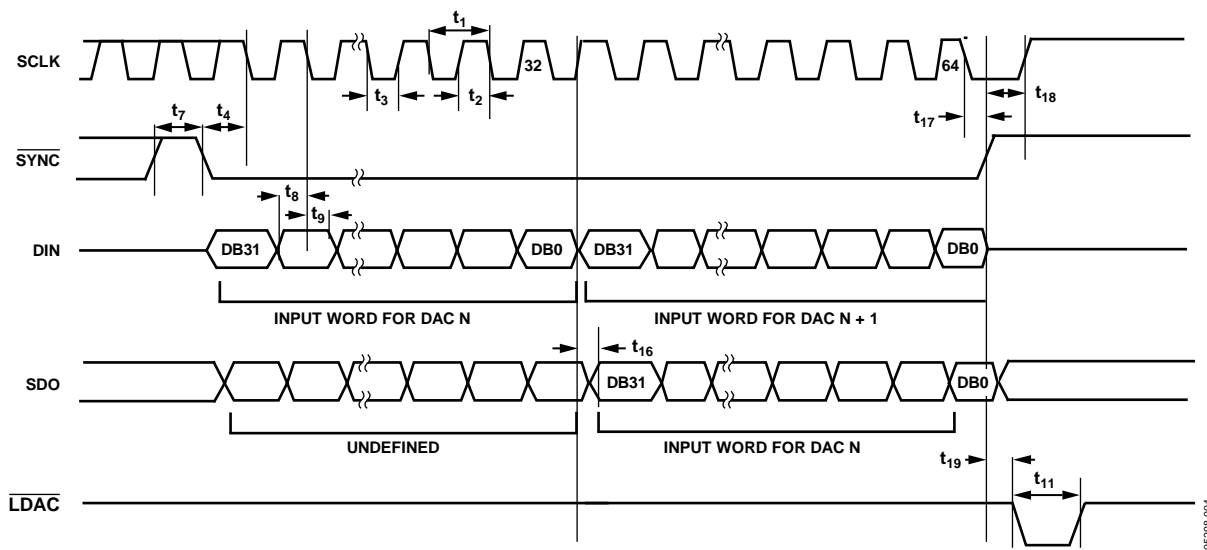 t1
SCLK
32
64
t3
t2
t18
t7
t4
t17
SYNC
t8
t9
DIN
DB31
DB0
DB31
DB0
INPUT WORD FOR DAC N
INPUT WORD FOR DAC N + 1
t16
SDO
DB31
DB0
UNDEFINED
INPUT WORD FOR DAC N
t19
t11
LDAC